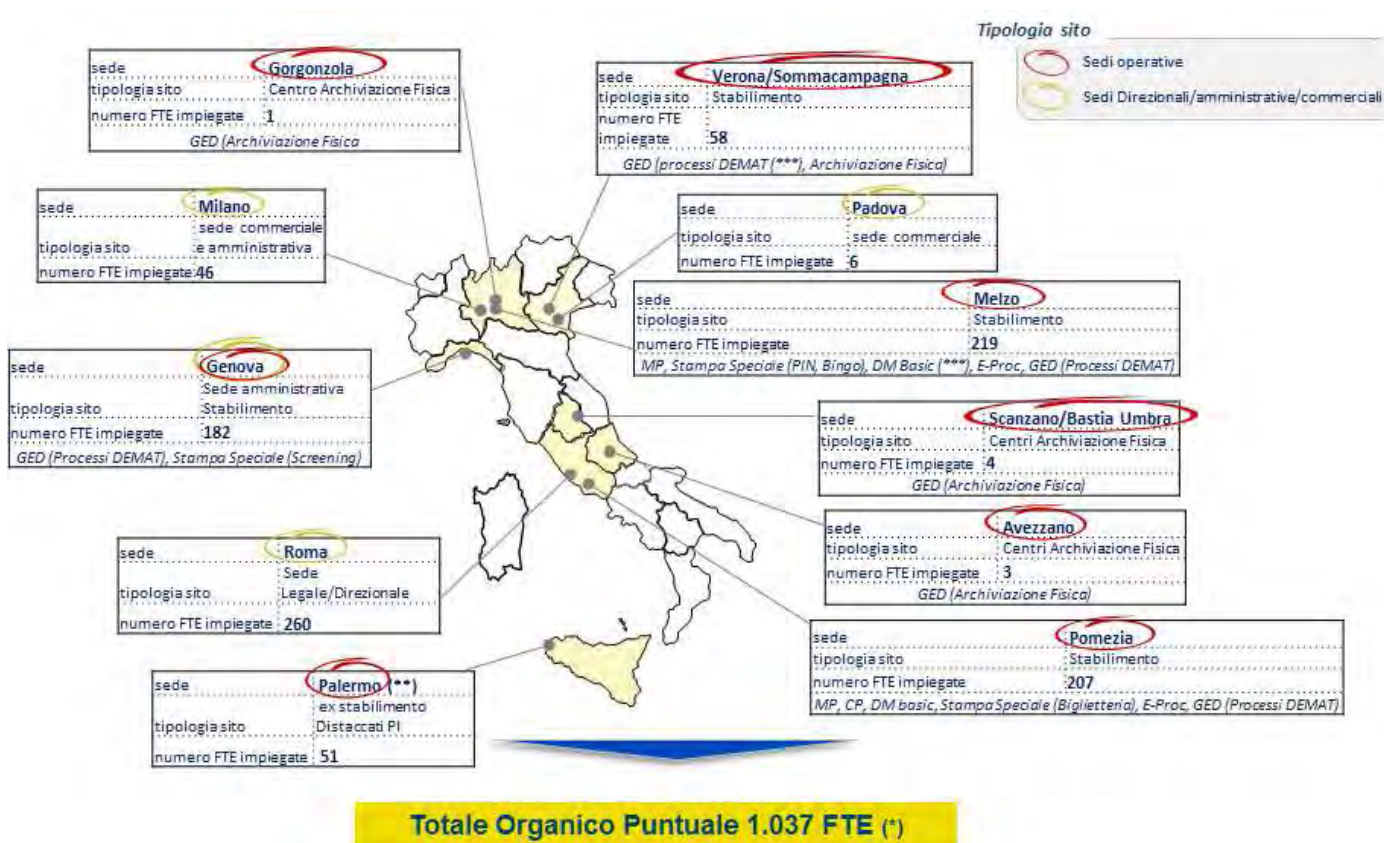 Tipologia sito
Sedi operative
Sedi Direzionali/amministrative/commerciali
sede Gorgonzola
tipologia sito Centro Archiviazione Fisica
numero FTE impiegate 1
GED (Archiviazione Fisica
sede Verona/Sommacampagna
tipologia sito Stabilimento
numero FTE
impiegate 58
GED (processi DEMAT (***), Archiviazione Fisica)
sede Milano
sede commerciale
tipologia sito e amministrativa
numero FTE impiegate 46
sede Padova
tipologia sito sede commerciale
numero FTE impiegate 6
sede Melzo
tipologia sito Stabilimento
numero FTE impiegate 219
MP, Stampa Speciale (PIN, Bingo), DM Basic (***), E-Proc, GED (Processi DEMAT)
sede Genova
Sede amministrativa
tipologia sito Stabilimento
numero FTE impiegate 182
GED (Processi DEMAT), Stampa Speciale (Screening)
sede Scanzano/Bastia Umbra
tipologia sito Centri Archiviazione Fisica
numero FTE impiegate 4
GED (Archiviazione Fisica)
sede Avezzano
tipologia sito Centri Archiviazione Fisica
numero FTE impiegate 3
GED (Archiviazione Fisica)
sede Roma
Sede
tipologia sito Legale/Direzionale
numero FTE impiegate 260
sede Pomezia
tipologia sito Stabilimento
numero FTE impiegate 207
MP, CP, DM basic, Stampa Speciale (Biglietteria), E-Proc, GED (Processi DEMAT)
sede Palermo (**)
ex stabilimento
tipologia sito Distaccati PI
numero FTE impiegate 51
Totale Organico Puntuale 1.037 FTE (*)